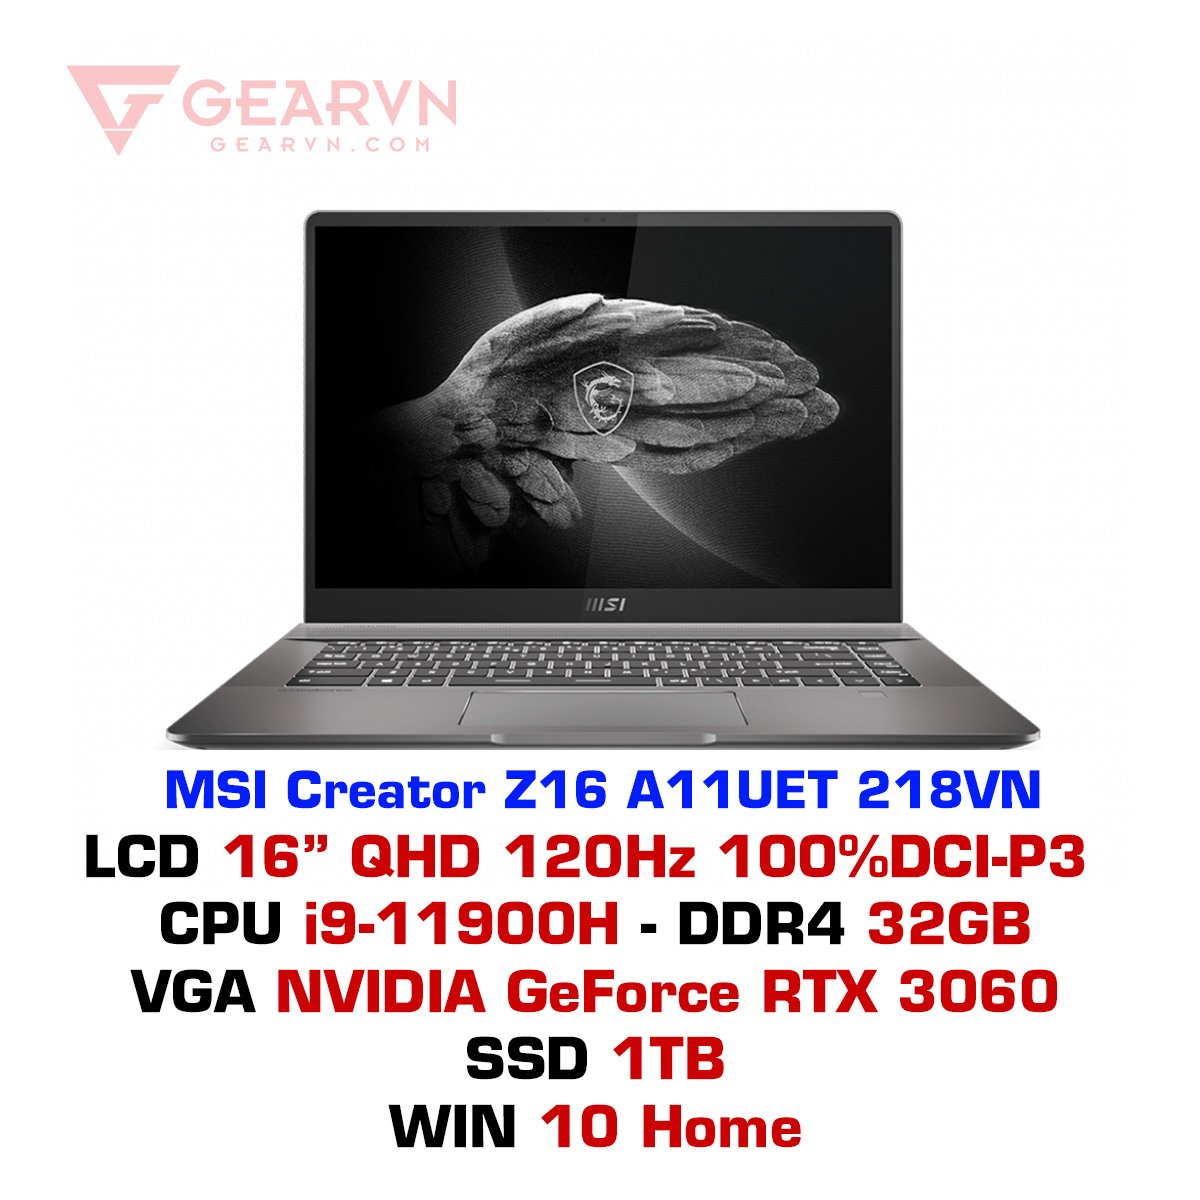 GEARVN
GEARVN.COM
msi
steelseries
MSI Creator Z16 A11UET 218VN
LCD 16” QHD 120Hz 100%DCI-P3
CPU i9-11900H - DDR4 32GB
VGA NVIDIA GeForce RTX 3060
SSD 1TB
WIN 10 Home